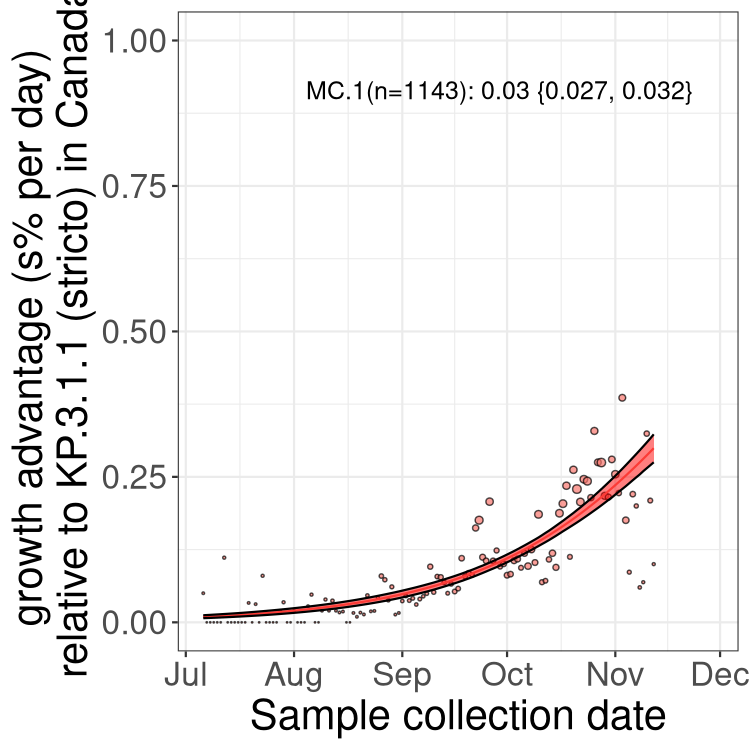 growth advantage (s% per day)
relative to KP.3.1.1 (stricto) in Canada
1.00
0.75
0.50
0.25
0.00
MC.1(n=1143): 0.03 {0.027, 0.032}
Jul Aug Sep Oct Nov Dec
Sample collection date